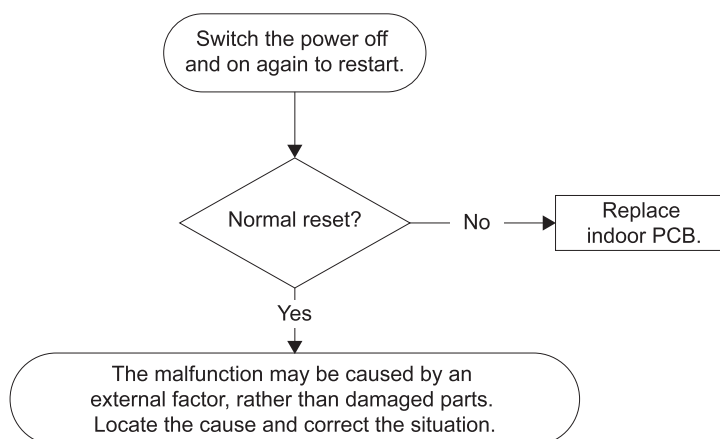 Switch the power off
and on again to restart.
Normal reset?
No
Replace
indoor PCB.
Yes
The malfunction may be caused by an
external factor, rather than damaged parts.
Locate the cause and correct the situation.